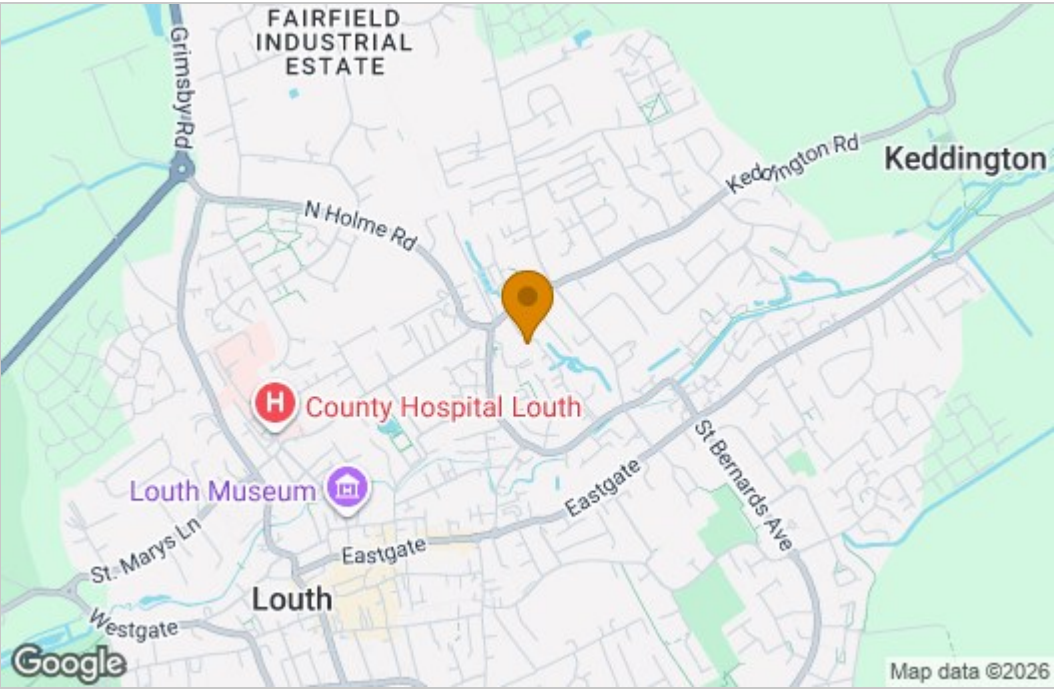 FAIRFIELD
INDUSTRIAL
ESTATE
Grimsby Rd
Keddington Rd
Keddington
N Holme Rd
H
County Hospital Louth
St Bernards Ave
Louth Museum
Eastgate
St. Marys Ln
Eastgate
Louth
Westgate
Google
Map data ©2026